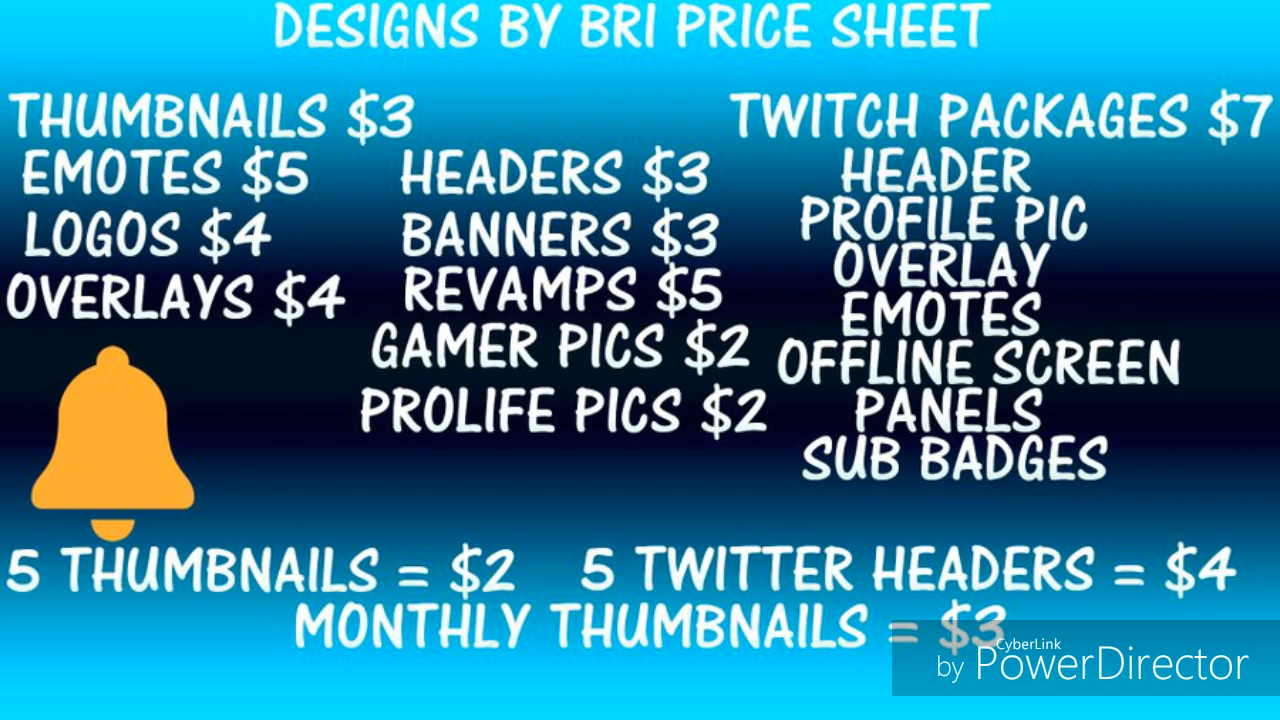 DESIGNS BY BRI PRICE SHEET
THUMBNAILS $3
EMOTES $5
LOGOS $4
OVERLAYS $4
HEADERS $3
BANNERS $3
REVAMPS $5
GAMER PICS $2
PROLIFE PICS $2
TWITCH PACKAGES $7
HEADER
PROFILE PIC
OVERLAY
EMOTES
OFFLINE SCREEN
PANELS
SUB BADGES
5 THUMBNAILS = $2
5 TWITTER HEADERS = $4
MONTHLY THUMBNAILS = $3
CyberLink
by PowerDirector